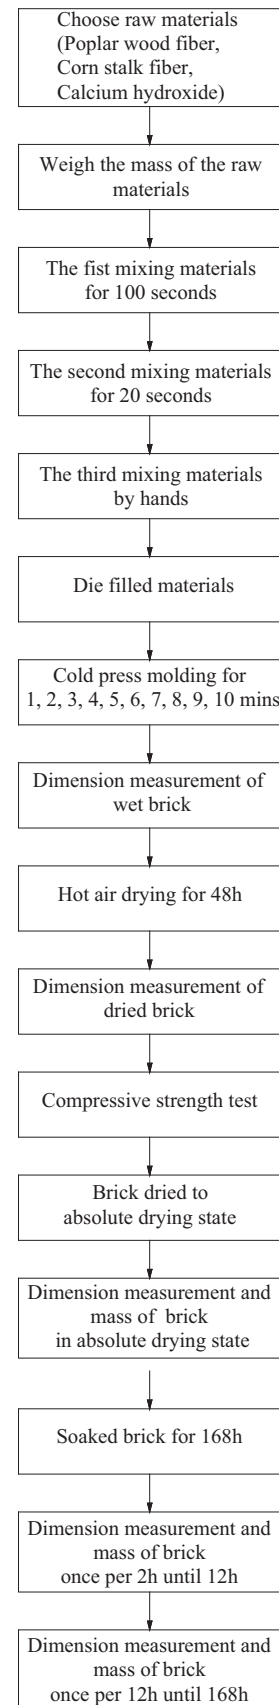 Choose raw materials
(Poplar wood fiber,
Corn stalk fiber,
Calcium hydroxide)
Weigh the mass of the raw
materials
The fist mixing materials
for 100 seconds
The second mixing materials
for 20 seconds
The third mixing materials
by hands
Die filled materials
Cold press molding for
1, 2, 3, 4, 5, 6, 7, 8, 9, 10 mins
Dimension measurement of
wet brick
Hot air drying for 48h
Dimension measurement of
dried brick
Compressive strength test
Brick dried to
absolute drying state
Dimension measurement and
mass of brick
in absolute drying state
Soaked brick for 168h
Dimension measurement and
mass of brick
once per 2h until 12h
Dimension measurement and
mass of brick
once per 12h until 168h